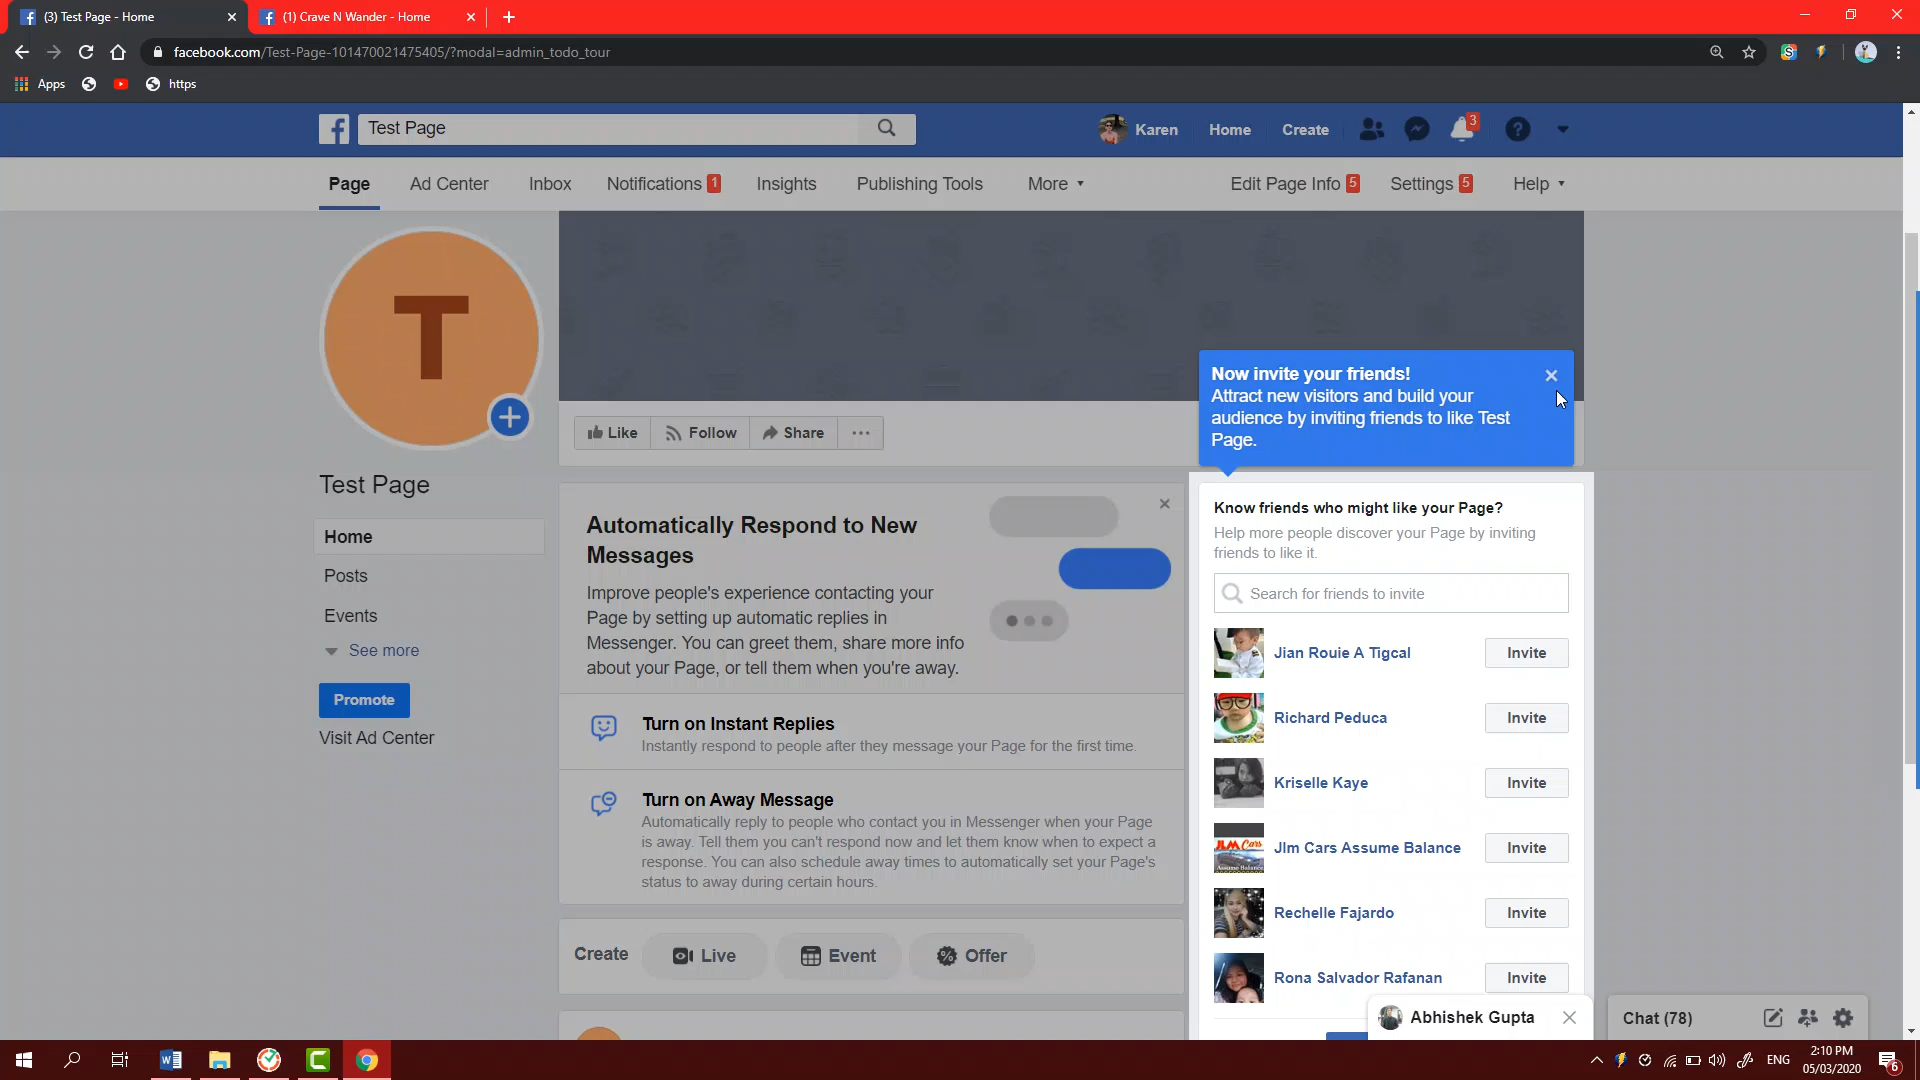 (3) Test Page - Home
(1) Crave N Wander - Home
facebook.com/Test-Page-101470021475405/?modal=admin_todo_tour
Apps
https
Test Page
Karen
Home
Create
3
Page
Ad Center
Inbox
Notifications 1
Insights
Publishing Tools
More
Edit Page Info 5
Settings 5
Help
T
Now invite your friends!
Attract new visitors and build your
audience by inviting friends to like Test
Page.
Like
Follow
Share
Test Page
Home
Posts
Events
See more
Promote
Visit Ad Center
Automatically Respond to New
Messages
Improve people's experience contacting your
Page by setting up automatic replies in
Messenger. You can greet them, share more info
about your Page, or tell them when you're away.
Turn on Instant Replies
Instantly respond to people after they message your Page for the first time.
Turn on Away Message
Automatically reply to people who contact you in Messenger when your Page
is away. Tell them you can't respond now and let them know when to expect a
response. You can also schedule away times to automatically set your Page's
status to away during certain hours.
Create
Live
Event
Offer
Know friends who might like your Page?
Help more people discover your Page by inviting
friends to like it.
Search for friends to invite
Jian Rouie A Tigcal
Invite
Richard Peduca
Invite
Kriselle Kaye
Invite
JLM Cars
Assume Balance
Jlm Cars Assume Balance
Invite
Rechelle Fajardo
Invite
Rona Salvador Rafanan
Invite
Abhishek Gupta
Chat (78)
ENG
2:10 PM
05/03/2020
6